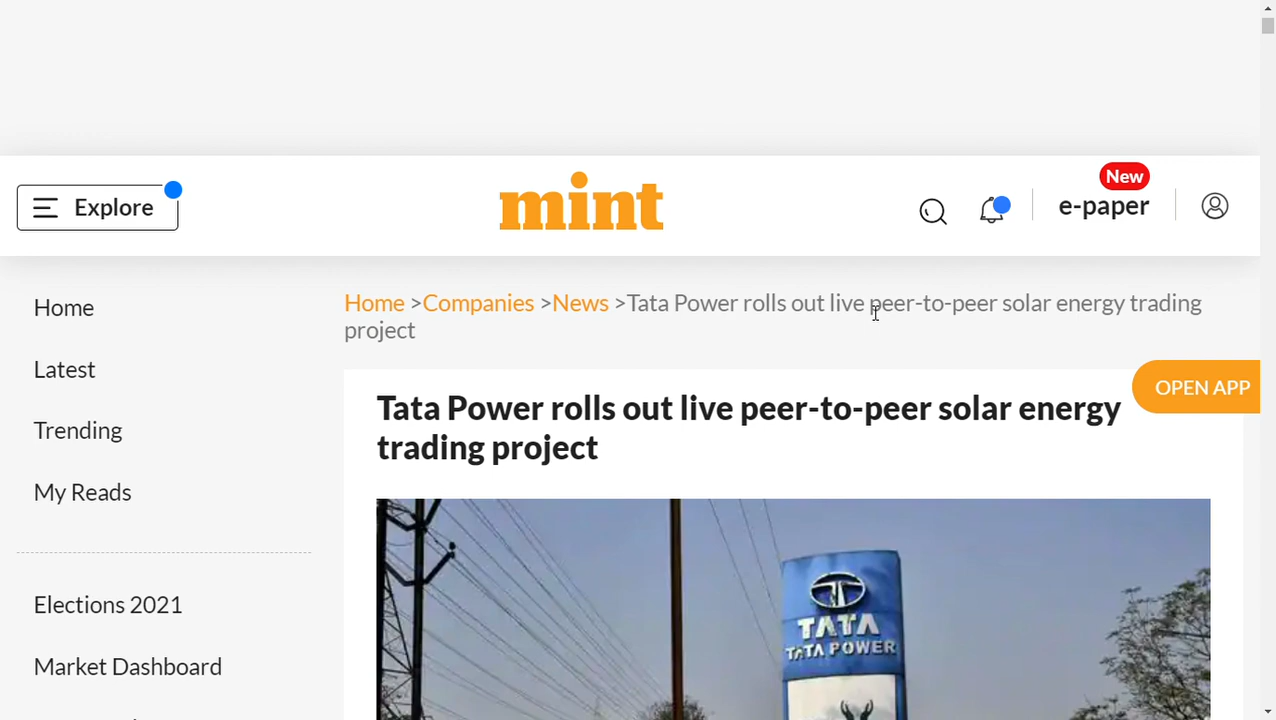 New
Explore
mint
e-paper
Home
Latest
Trending
My Reads
Elections 2021
Market Dashboard
Home >Companies >News >Tata Power rolls out live peer-to-peer solar energy trading
project
OPEN APP
Tata Power rolls out live peer-to-peer solar energy
trading project
TATA
TATA POWER